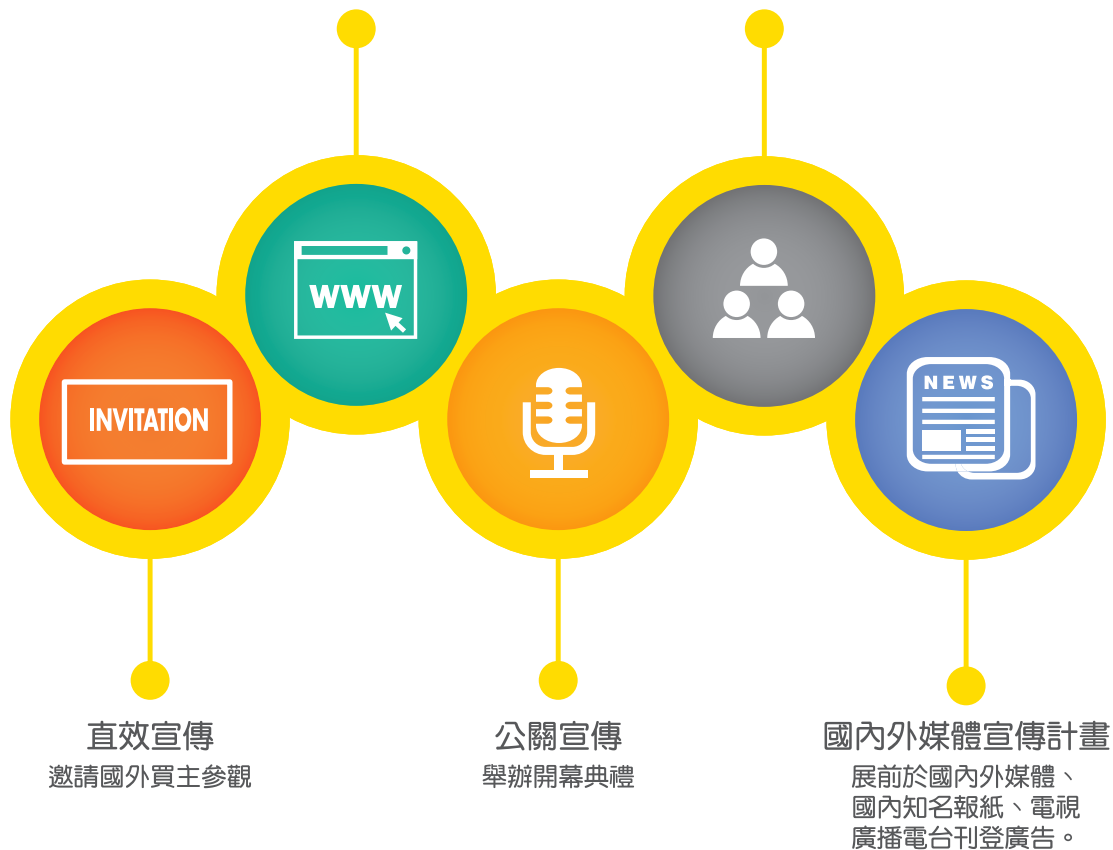 INVITATION
WWW
NEWS
直效宣傳
邀請國外買主參觀
公關宣傳
舉辦開幕典禮
國內外媒體宣傳計畫
展前於國內外媒體、
國內知名報紙、電視
廣播電台刊登廣告。